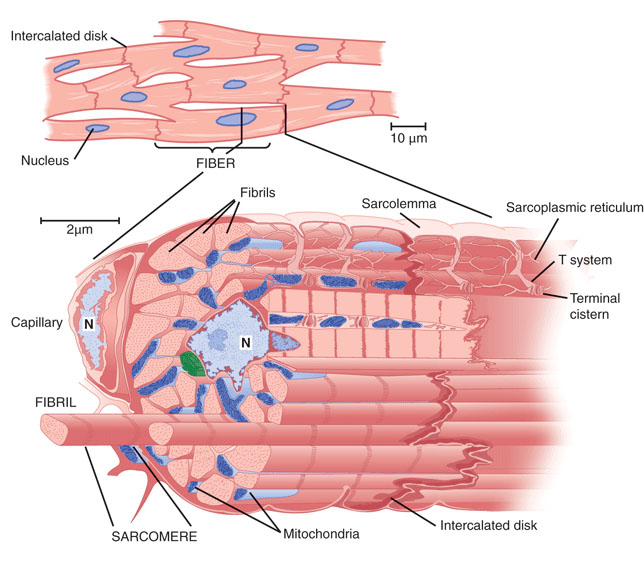 Intercalated disk
10 μm
Nucleus
FIBER
Fibrils
2μm
Sarcolemma
Sarcoplasmic reticulum
T system
Terminal
cistern
Capillary
N
N
FIBRIL
SARCOMERE
Mitochondria
Intercalated disk